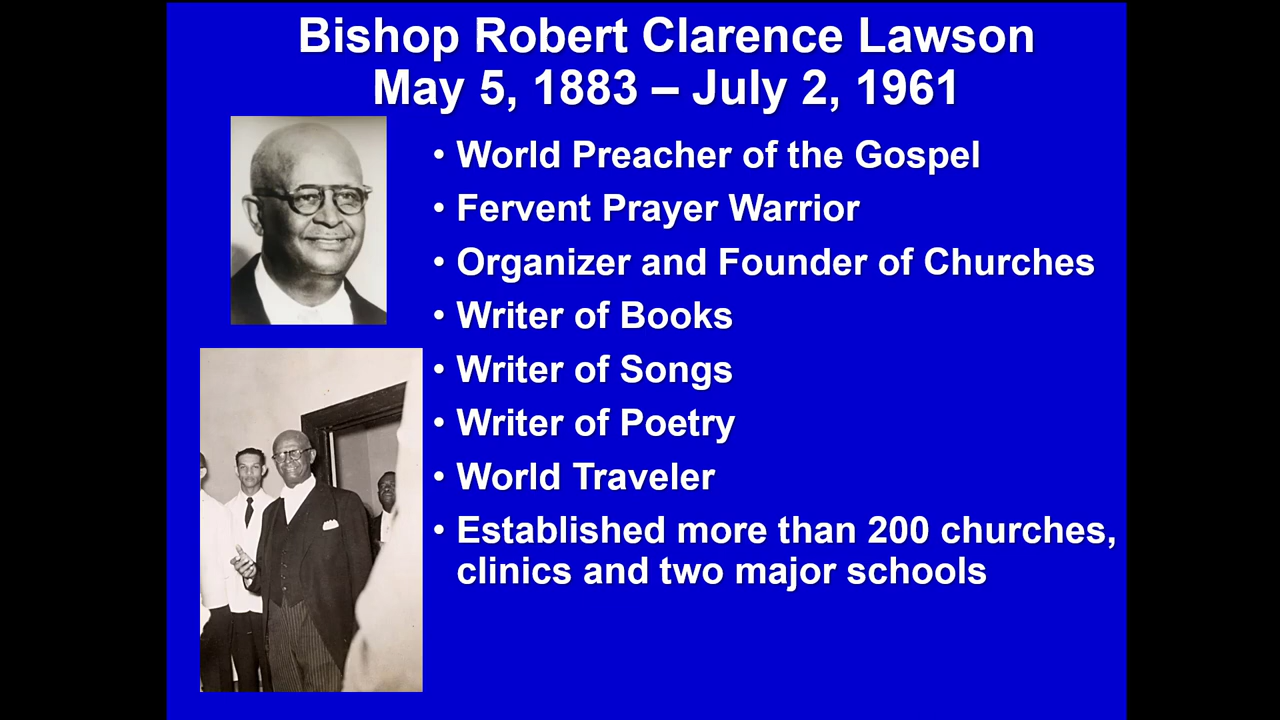 Bishop Robert Clarence Lawson
May 5, 1883 – July 2, 1961
• World Preacher of the Gospel
• Fervent Prayer Warrior
• Organizer and Founder of Churches
• Writer of Books
• Writer of Songs
• Writer of Poetry
• World Traveler
• Established more than 200 churches,
clinics and two major schools